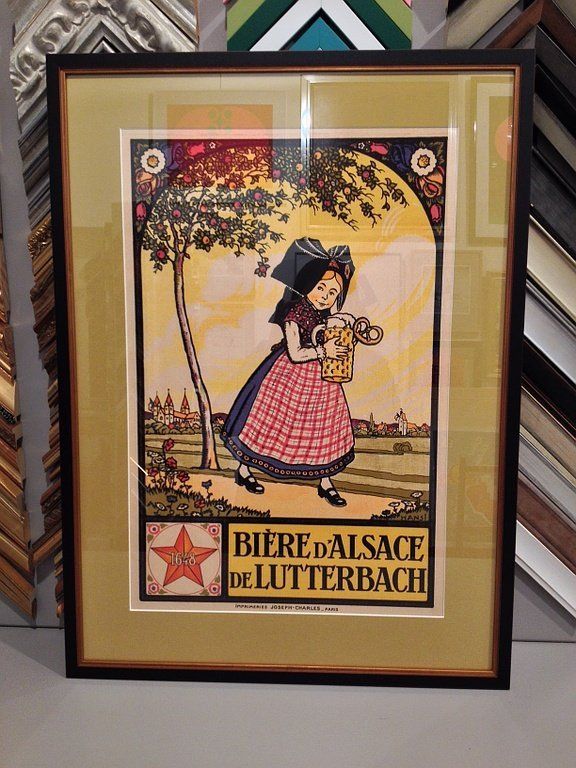 HANSI
1648
BIÈRE D'ALSACE
DE LUTTERBACH
IMPRIMERIES JOSEPH-CHARLES _ PARIS